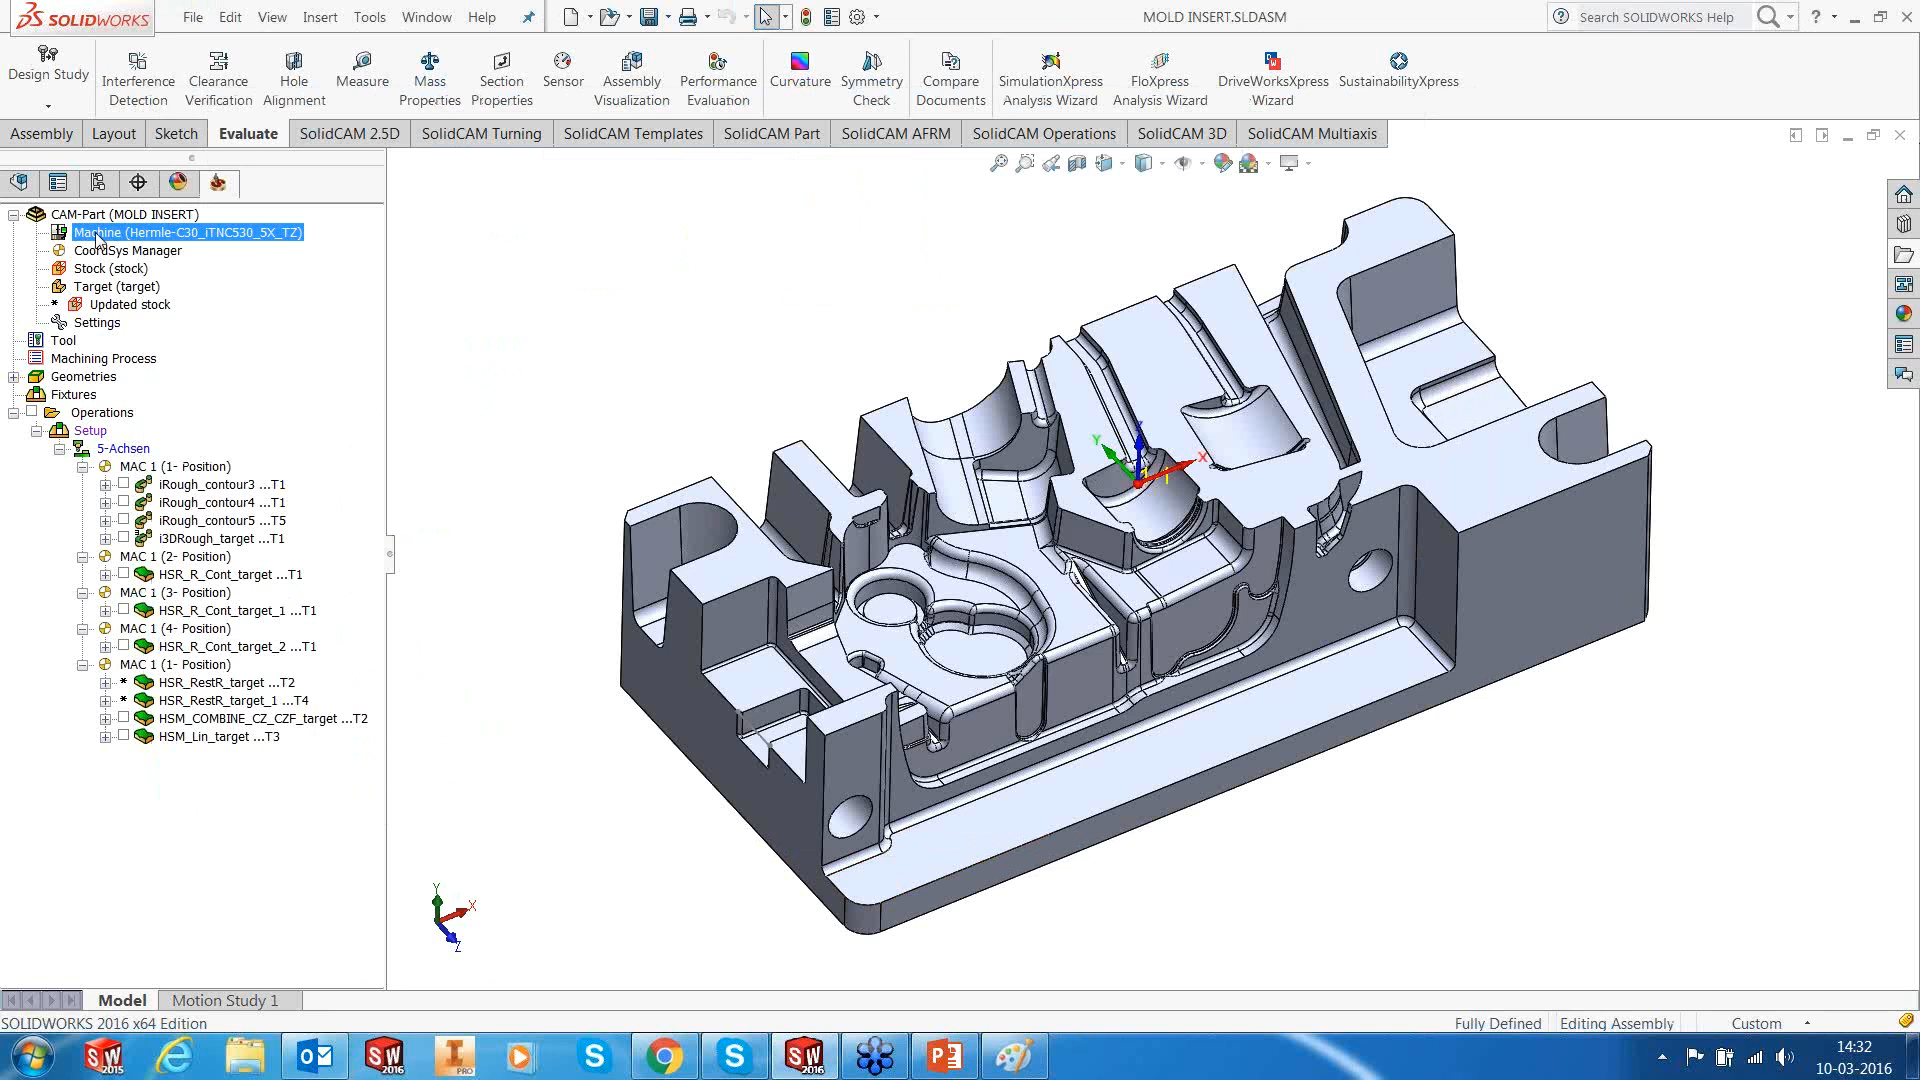 SOLIDWORKS File Edit View Insert Tools Window Help MOLD INSERT.SLDASM Search SOLIDWORKS Help ?
Design Study
Interference Detection
Clearance Verification
Hole Alignment
Measure
Mass Properties
Section Properties
Sensor
Assembly Visualization
Performance Evaluation
Curvature
Symmetry Check
Compare Documents
SimulationXpress Analysis Wizard
FloXpress Analysis Wizard
DriveWorksXpress Wizard
SustainabilityXpress
Assembly Layout Sketch Evaluate SolidCAM 2.5D SolidCAM Turning SolidCAM Templates SolidCAM Part SolidCAM AFRM SolidCAM Operations SolidCAM 3D SolidCAM Multiaxis
CAM-Part (MOLD INSERT)
Machine (Hermle-C30_iTNC530_5X_TZ)
CoordSys Manager
Stock (stock)
Target (target)
* Updated stock
Settings
Tool
Machining Process
Geometries
Fixtures
Operations
Setup
5-Achsen
MAC 1 (1- Position)
iRough_contour3 ...T1
iRough_contour4 ...T1
iRough_contour5 ...T5
i3DRough_target ...T1
MAC 1 (2- Position)
HSR_R_Cont_target ...T1
MAC 1 (3- Position)
HSR_R_Cont_target_1 ...T1
MAC 1 (4- Position)
HSR_R_Cont_target_2 ...T1
MAC 1 (1- Position)
* HSR_RestR_target ...T2
* HSR_RestR_target_1 ...T4
HSM_COMBINE_CZ_CZF_target ...T2
HSM_Lin_target ...T3
Y
Z
X
Y
X
Z
Model Motion Study 1
SOLIDWORKS 2016 x64 Edition Fully Defined Editing Assembly Custom
SW 2015
SW 2016
PRO
SW 2016
14:32
10-03-2016